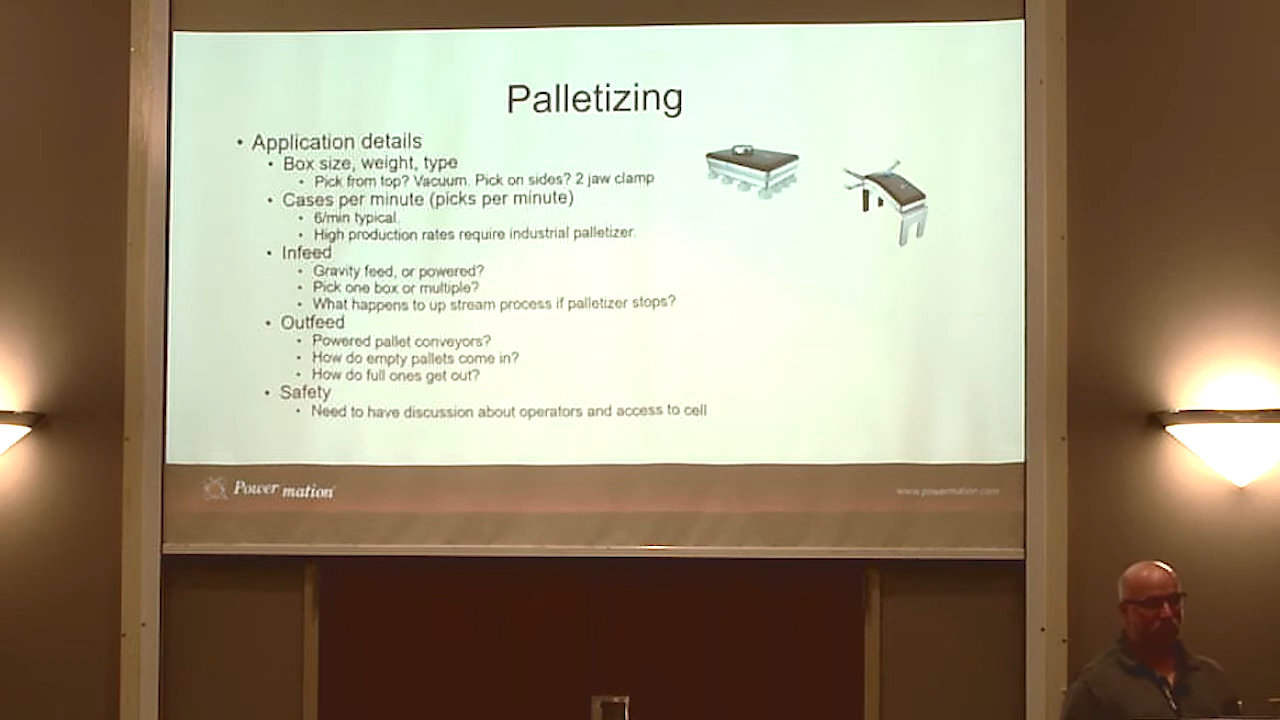 Palletizing
• Application details
• Box size, weight, type
• Pick from top? Vacuum. Pick on sides? 2 jaw clamp
• Cases per minute (picks per minute)
• 6/min typical.
• High production rates require industrial palletizer.
• Infeed
• Gravity feed, or powered?
• Pick one box or multiple?
• What happens to up stream process if palletizer stops?
• Outfeed
• Powered pallet conveyors?
• How do empty pallets come in?
• How do full ones get out?
• Safety
• Need to have discussion about operators and access to cell
Power mation
www.powermation.com